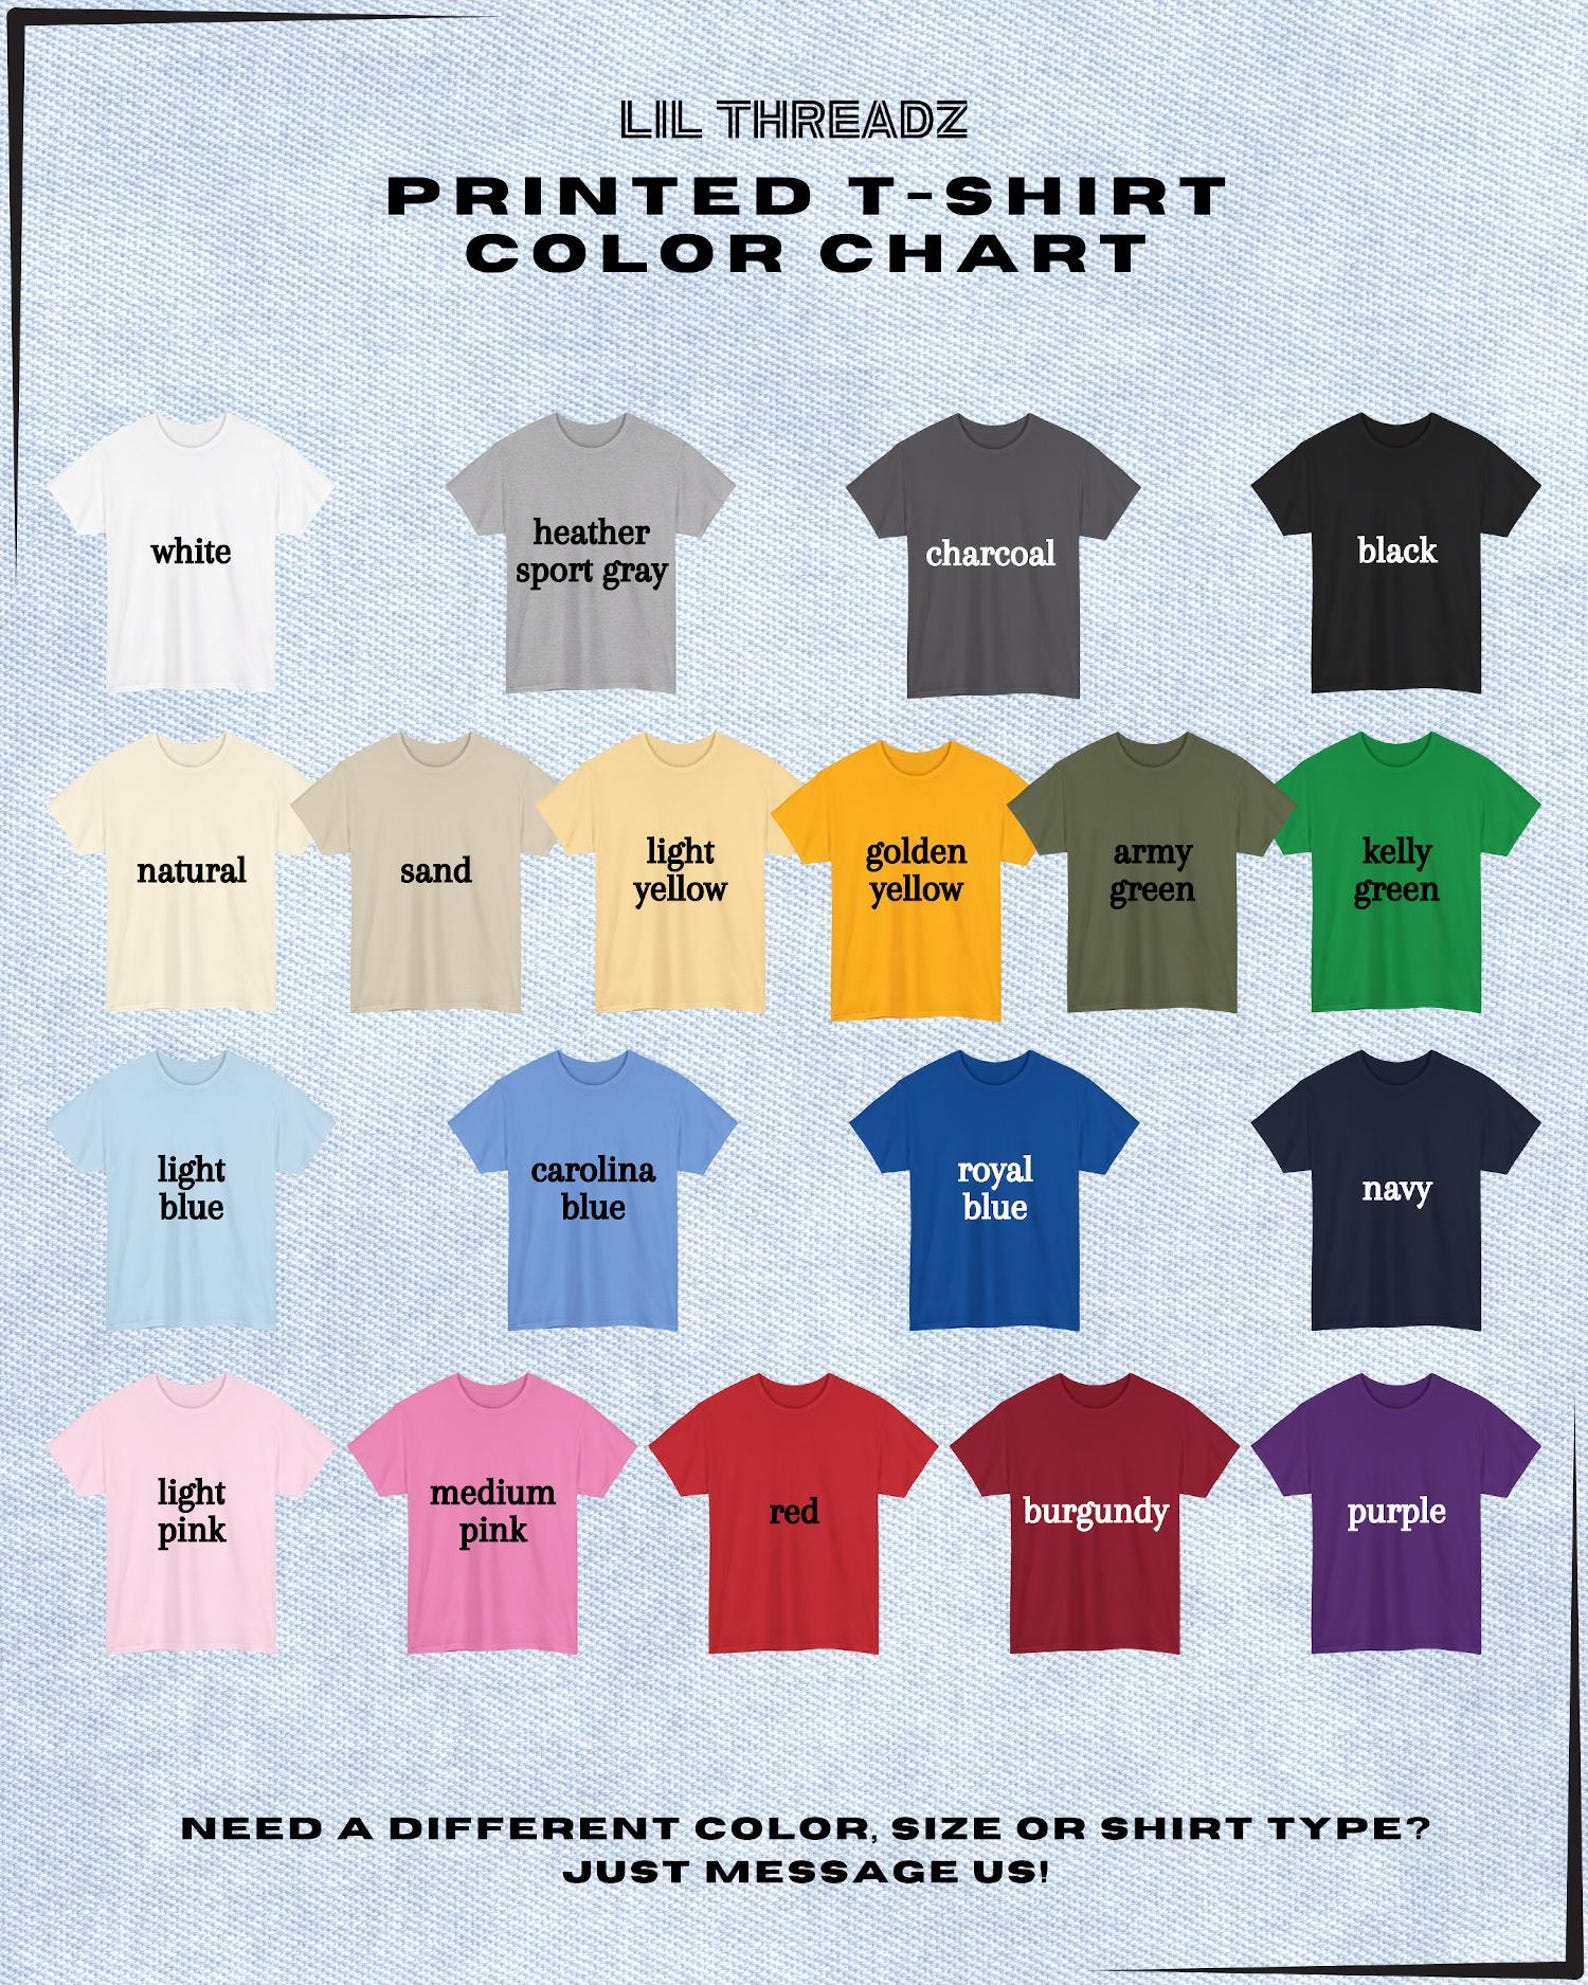 LIL THREADZ
PRINTED T-SHIRT
COLOR CHART
white
heather
sport gray
charcoal
black
natural
sand
light
yellow
golden
yellow
army
green
kelly
green
light
blue
carolina
blue
royal
blue
navy
light
pink
medium
pink
red
burgundy
purple
NEED A DIFFERENT COLOR, SIZE OR SHIRT TYPE?
JUST MESSAGE US!